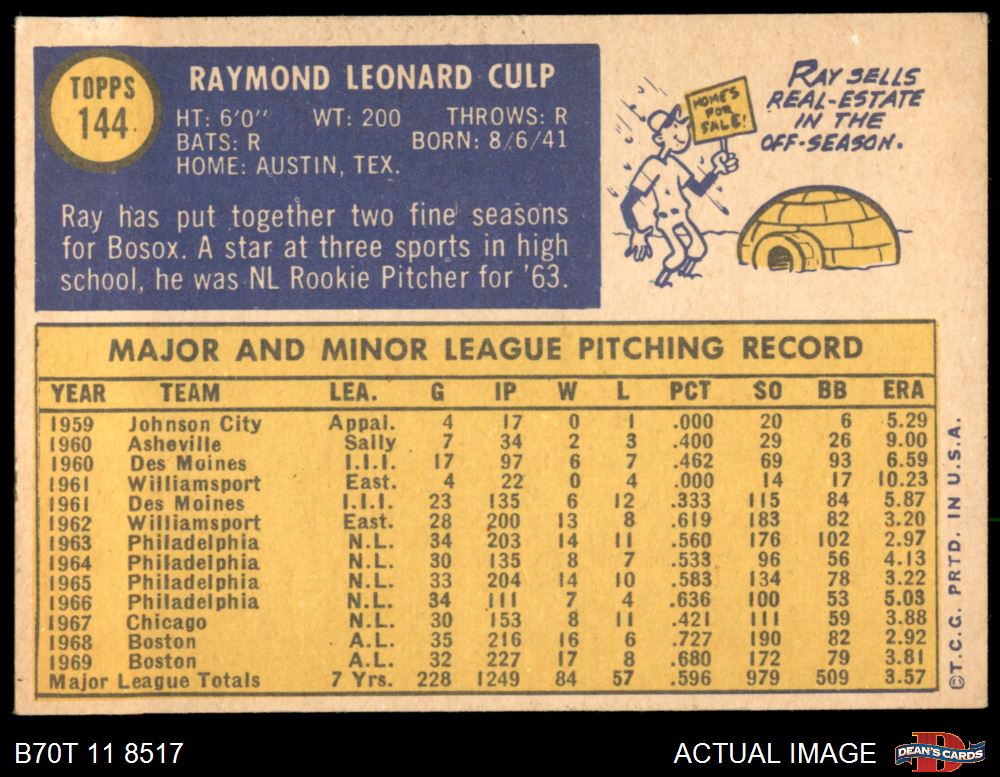 TOPPS
144
RAYMOND LEONARD CULP
HT: 6'0" WT: 200 THROWS: R
BATS: R BORN: 8/6/41
HOME: AUSTIN, TEX.
Ray has put together two fine seasons
for Bosox. A star at three sports in high
school, he was NL Rookie Pitcher for '63.
HOMES
FOR
SALE!
RAY SELLS
REAL-ESTATE
IN THE
OFF-SEASON.
MAJOR AND MINOR LEAGUE PITCHING RECORD
YEAR TEAM LEA. G IP W L PCT SO BB ERA
1959 Johnson City Appal. 4 17 0 1 .000 20 6 5.29
1960 Asheville Sally 7 34 2 3 .400 29 26 9.00
1960 Des Moines I.I.I. 17 97 6 7 .462 69 93 6.59
1961 Williamsport East. 4 22 0 4 .000 14 17 10.23
1961 Des Moines I.I.I. 23 135 6 12 .333 115 84 5.87
1962 Williamsport East. 28 200 13 8 .619 183 82 3.20
1963 Philadelphia N.L. 34 203 14 11 .560 176 102 2.97
1964 Philadelphia N.L. 30 135 8 7 .533 96 56 4.13
1965 Philadelphia N.L. 33 204 14 10 .583 134 78 3.22
1966 Philadelphia N.L. 34 111 7 4 .636 100 53 5.03
1967 Chicago N.L. 30 153 8 11 .421 111 59 3.88
1968 Boston A.L. 35 216 16 6 .727 190 82 2.92
1969 Boston A.L. 32 227 17 8 .680 172 79 3.81
Major League Totals 7 Yrs. 228 1249 84 57 .596 979 509 3.57
©T.C.G. PRTD. IN U.S.A.
B70T 11 8517
ACTUAL IMAGE
DEAN'S CARDS